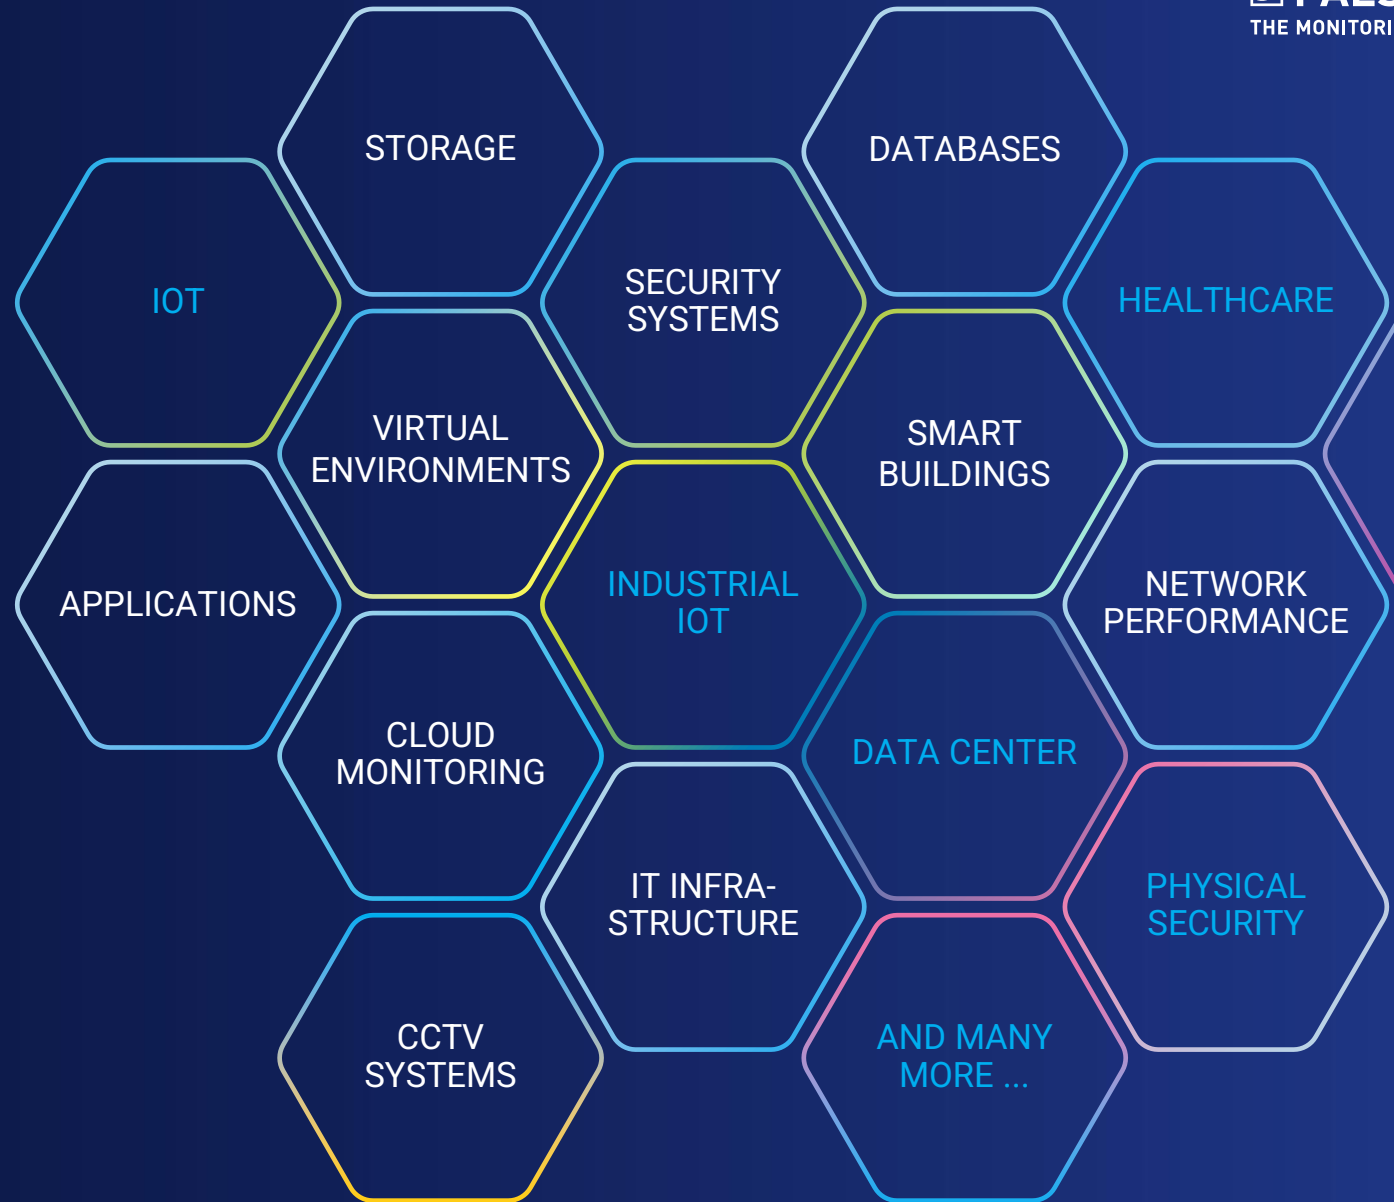 THE
STORAGE
DATABASES
IOT
SECURITY
SYSTEMS
HEALTHCARE
VIRTUAL
ENVIRONMENTS
SMART
BUILDINGS
APPLICATIONS
INDUSTRIAL
IOT
NETWORK
PERFORMANCE
CLOUD
MONITORING
DATA CENTER
IT INFRA-
STRUCTURE
PHYSICAL
SECURITY
CCTV
SYSTEMS
AND MANY
MORE ...